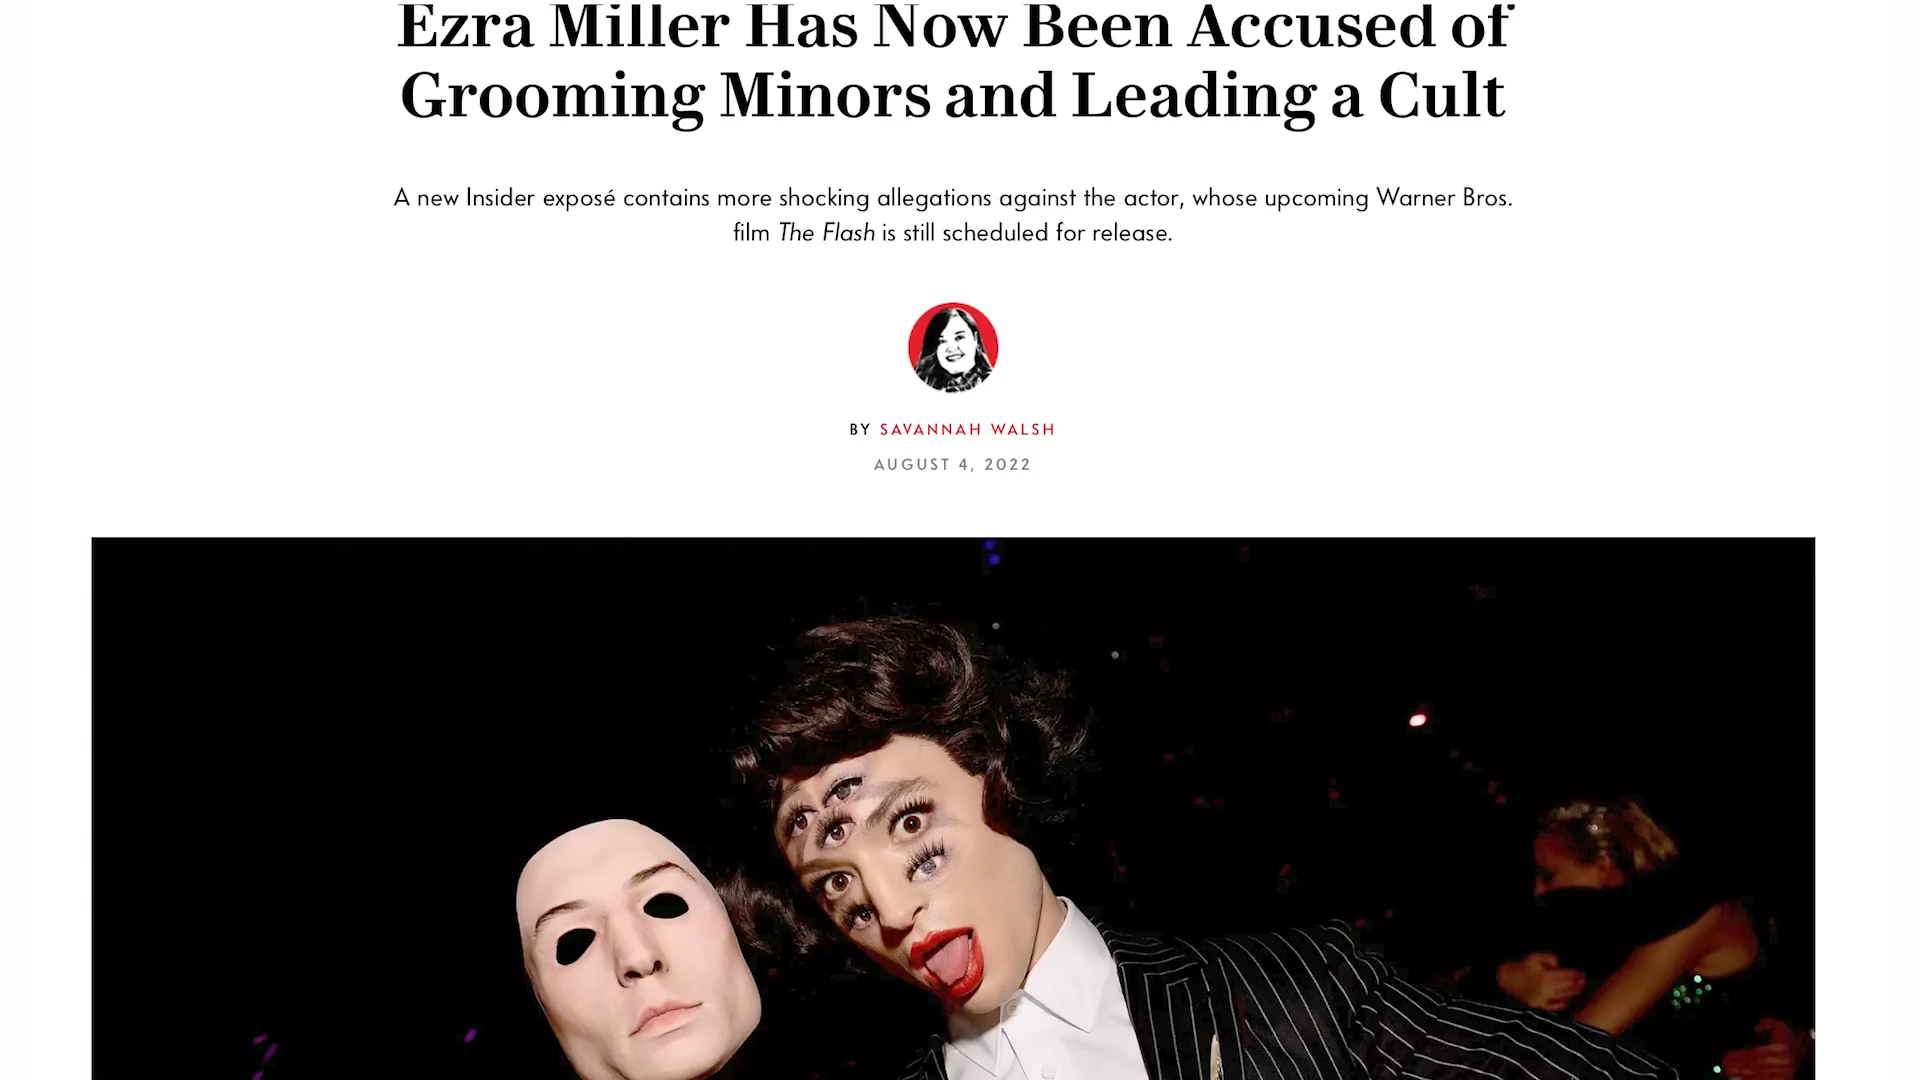 Ezra Miller Has Now Been Accused of
Grooming Minors and Leading a Cult
A new Insider exposé contains more shocking allegations against the actor, whose upcoming Warner Bros.
film The Flash is still scheduled for release.
BY SAVANNAH WALSH
AUGUST 4, 2022